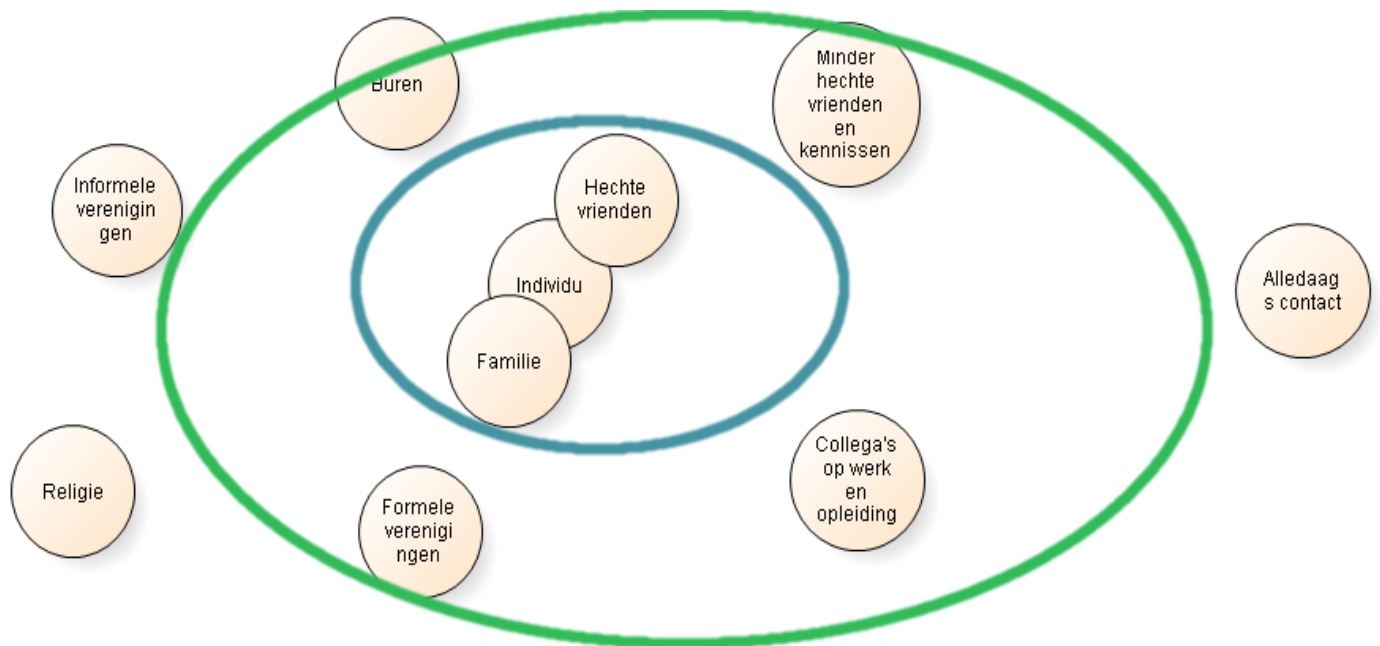 Buren
Minder
hechte
vrienden
en
kennissen
Informele
verenigin
gen
Hechte
vrienden
Individu
Alledaag
s contact
Familie
Religie
Formele
verenigi
ngen
Collega's
op werk
en
opleiding